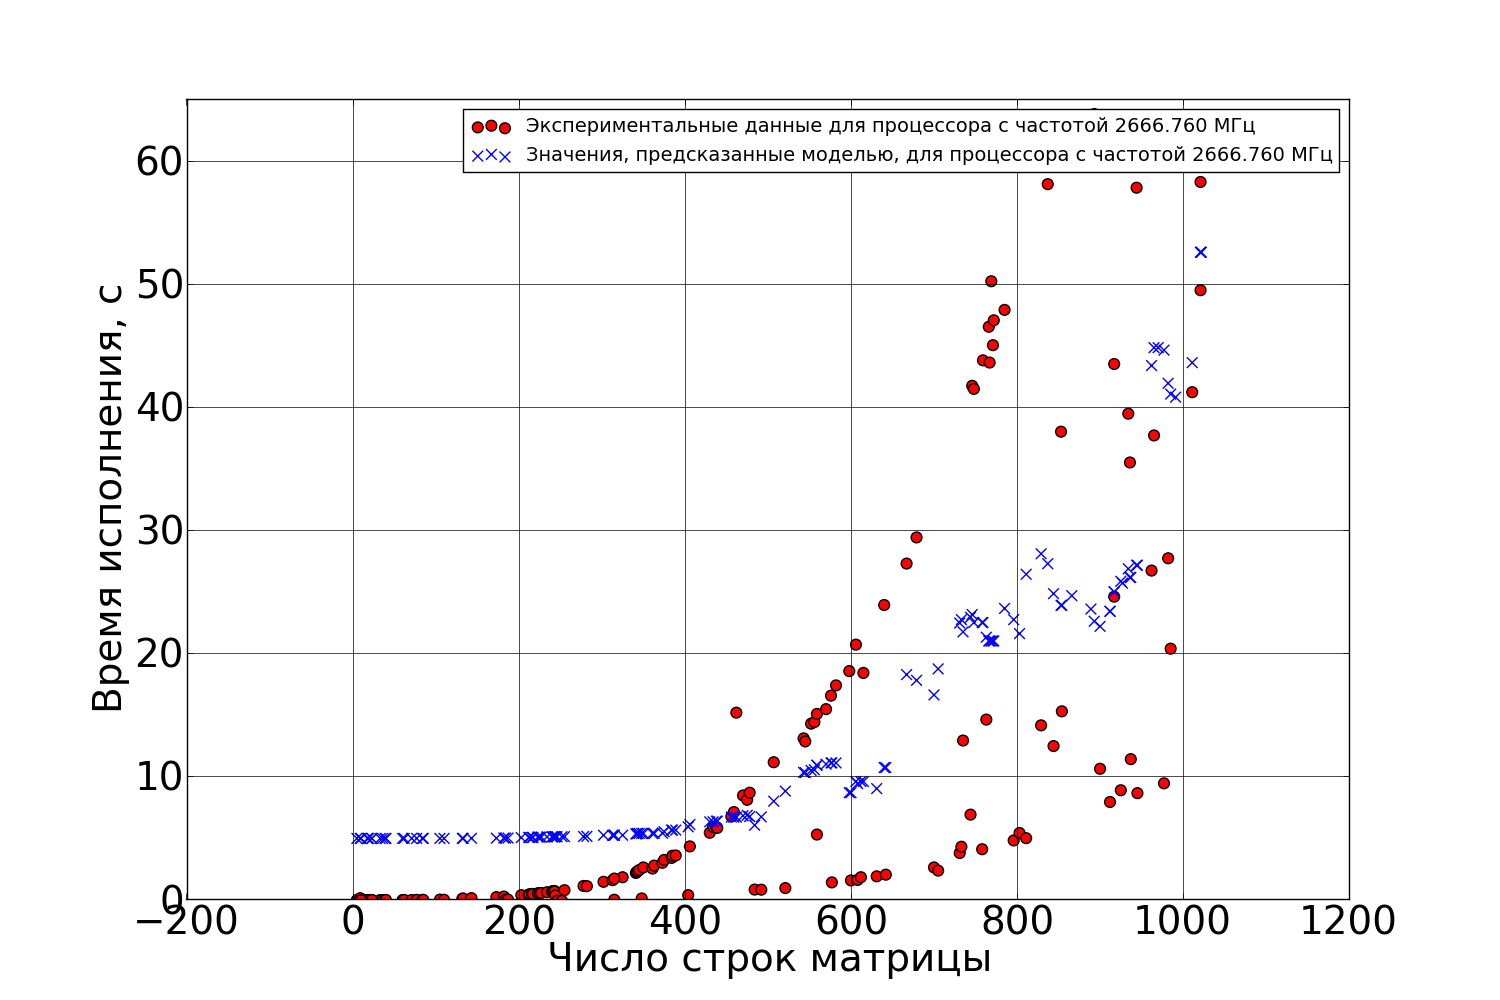 Экспериментальные данные для процессора с частотой 2666.760 МГц
Значения, предсказанные моделью, для процессора с частотой 2666.760 МГц
60
50
40
30
20
10
0
Время исполнения, с
−200 0 200 400 600 800 1000 1200
Число строк матрицы